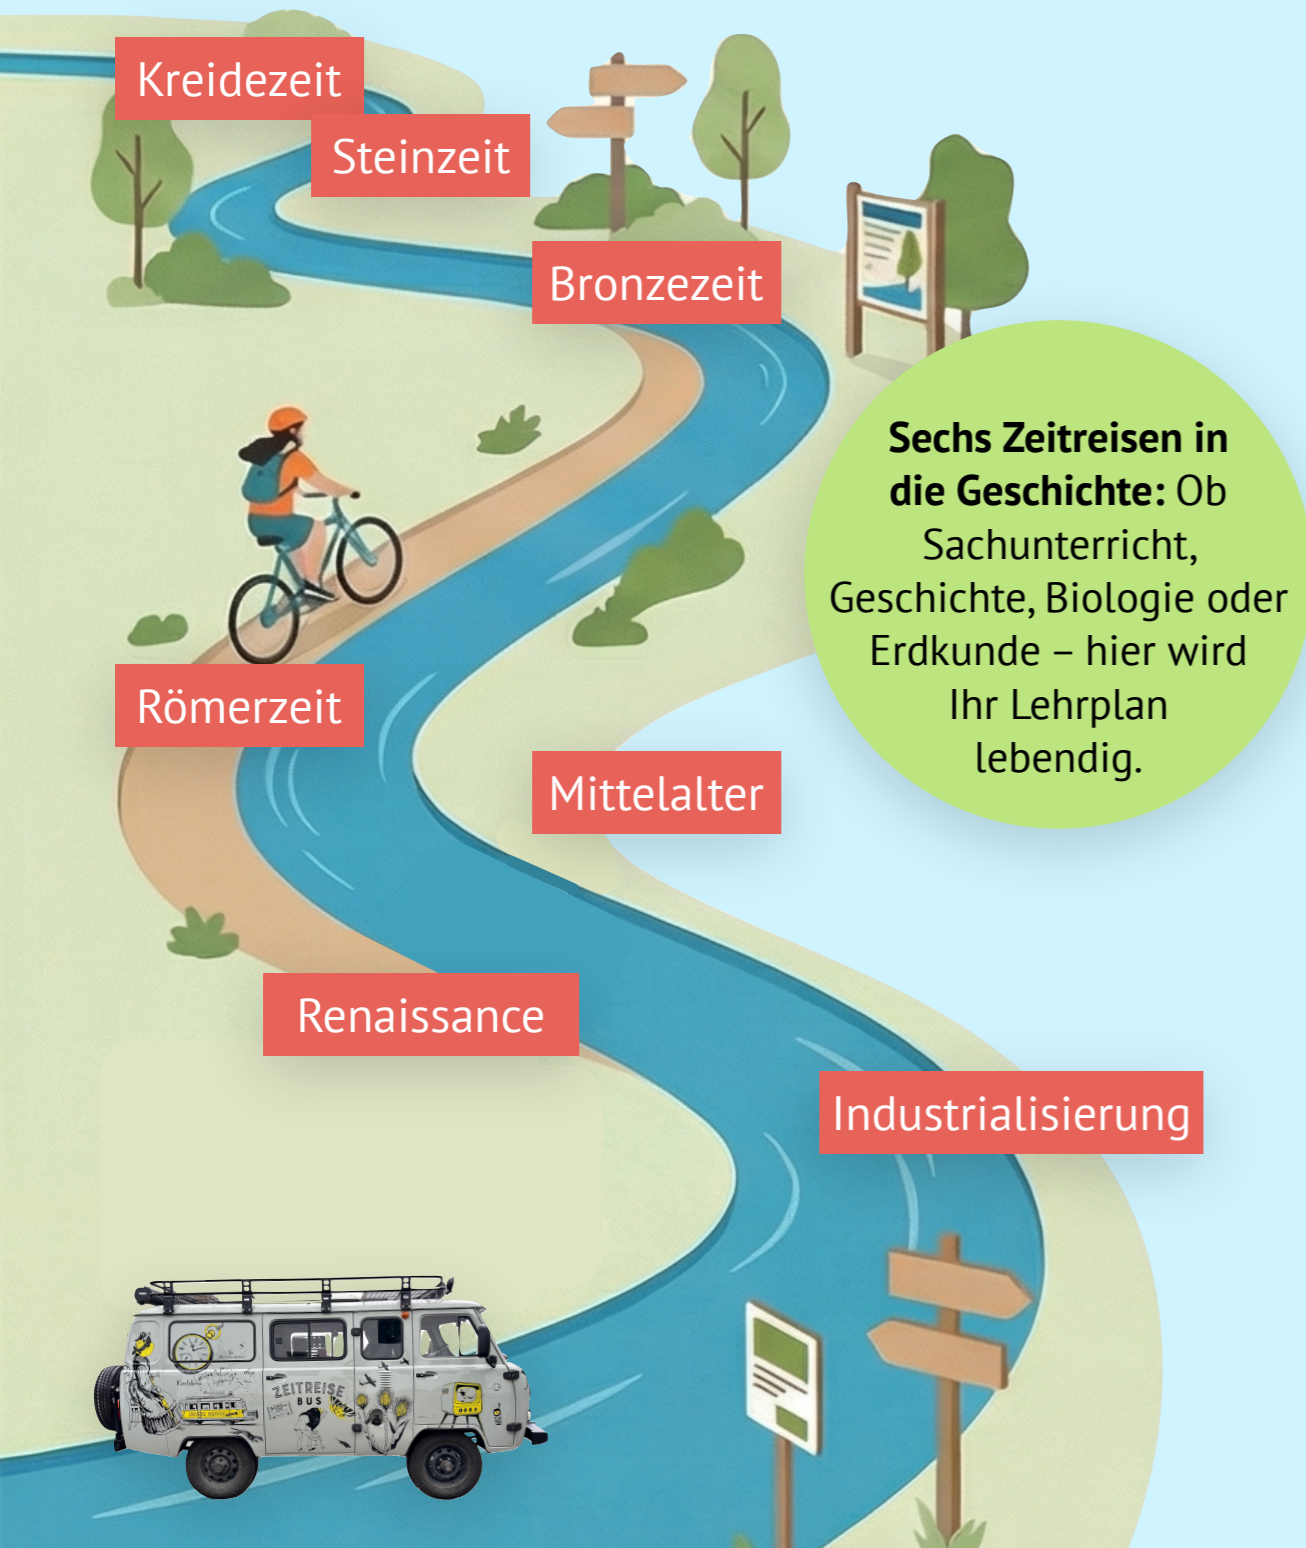 Kreidezeit
Steinzeit
Bronzezeit
Sechs Zeitreisen in
die Geschichte: Ob
Sachunterricht,
Geschichte, Biologie oder
Erdkunde – hier wird
Ihr Lehrplan
lebendig.
Römerzeit
Mittelalter
Renaissance
Industrialisierung
ZEITREISE
BUS